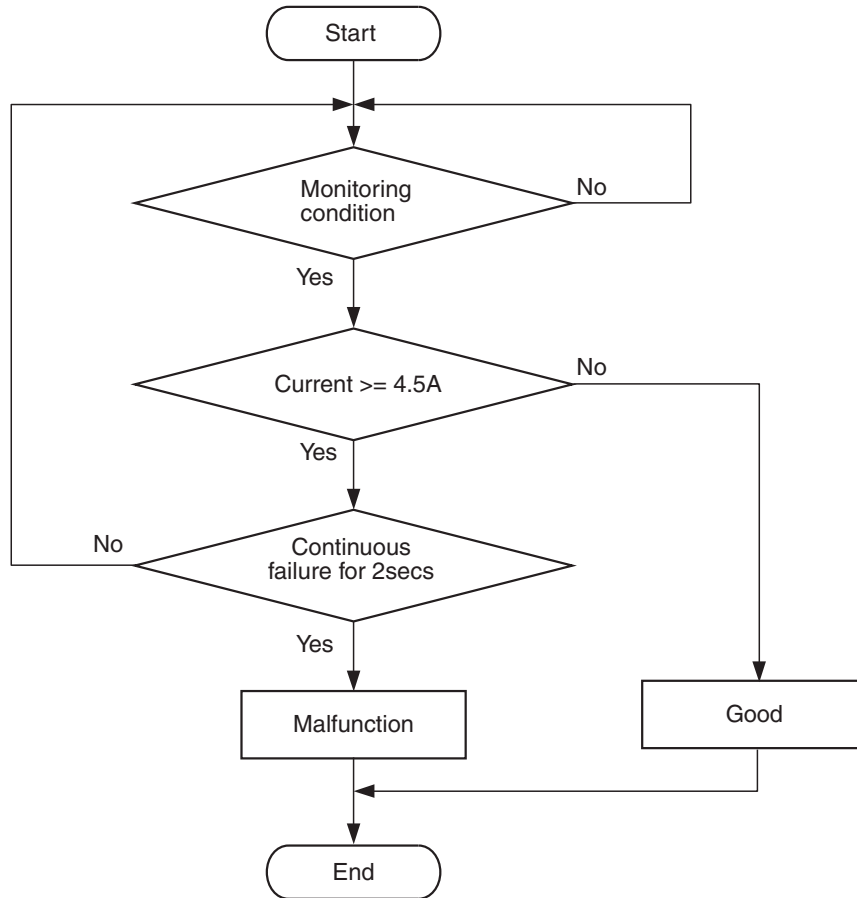 Start
Monitoring
condition
No
Yes
Current >= 4.5A
No
Yes
Continuous
failure for 2secs
No
Yes
Malfunction
Good
End